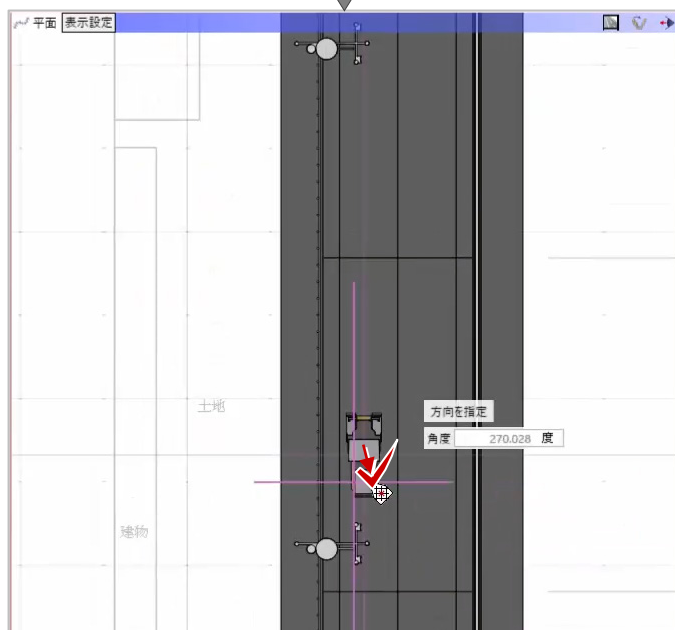 平面 表示設定
土地
方向を指定
角度 270.028 度
建物